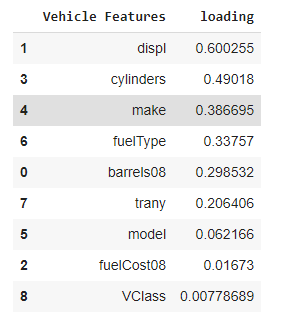 Vehicle Features loading
1 displ 0.600255
3 cylinders 0.49018
4 make 0.386695
6 fuelType 0.33757
0 barrels08 0.298532
7 trany 0.206406
5 model 0.062166
2 fuelCost08 0.01673
8 VClass 0.00778689